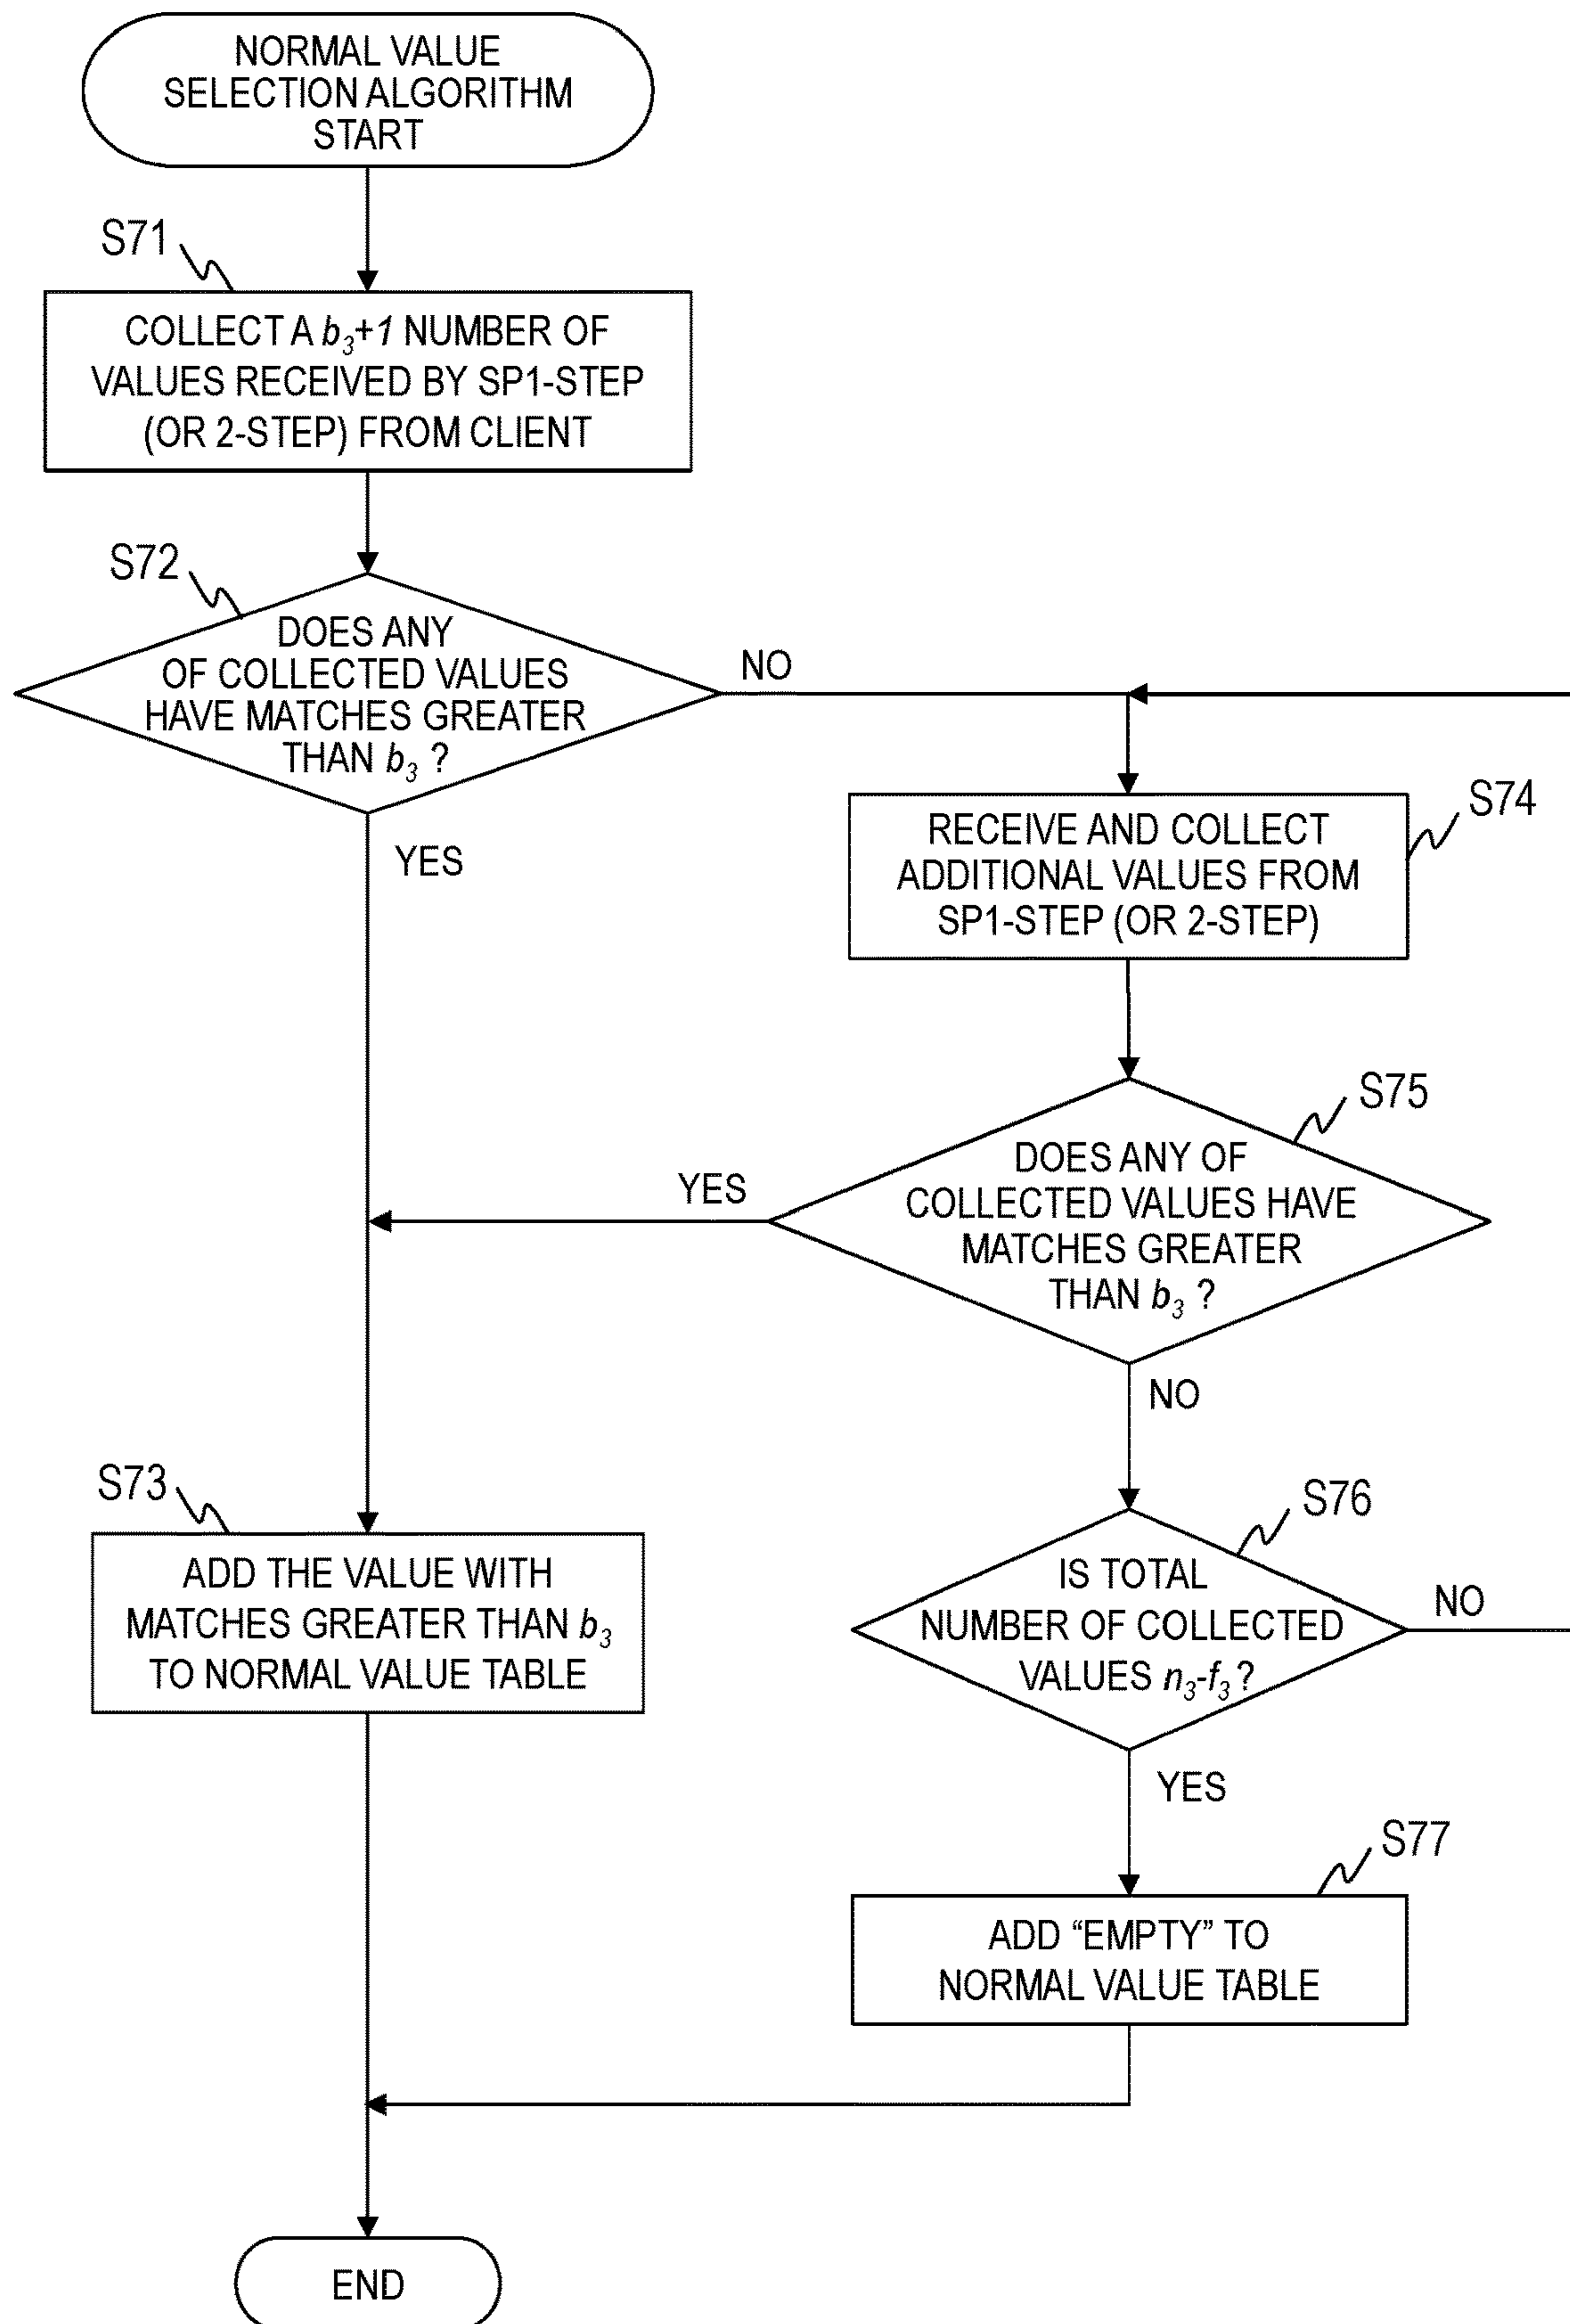 NORMAL VALUE
SELECTION ALGORITHM
START
S71
COLLECT A b₃+1 NUMBER OF
VALUES RECEIVED BY SP1-STEP
(OR 2-STEP) FROM CLIENT
S72
DOES ANY
OF COLLECTED VALUES
HAVE MATCHES GREATER
THAN b₃ ?
NO
YES
S74
RECEIVE AND COLLECT
ADDITIONAL VALUES FROM
SP1-STEP (OR 2-STEP)
S75
DOES ANY OF
COLLECTED VALUES HAVE
MATCHES GREATER
THAN b₃ ?
YES
NO
S73
ADD THE VALUE WITH
MATCHES GREATER THAN b₃
TO NORMAL VALUE TABLE
S76
IS TOTAL
NUMBER OF COLLECTED
VALUES n₃-f₃ ?
NO
YES
S77
ADD “EMPTY” TO
NORMAL VALUE TABLE
END